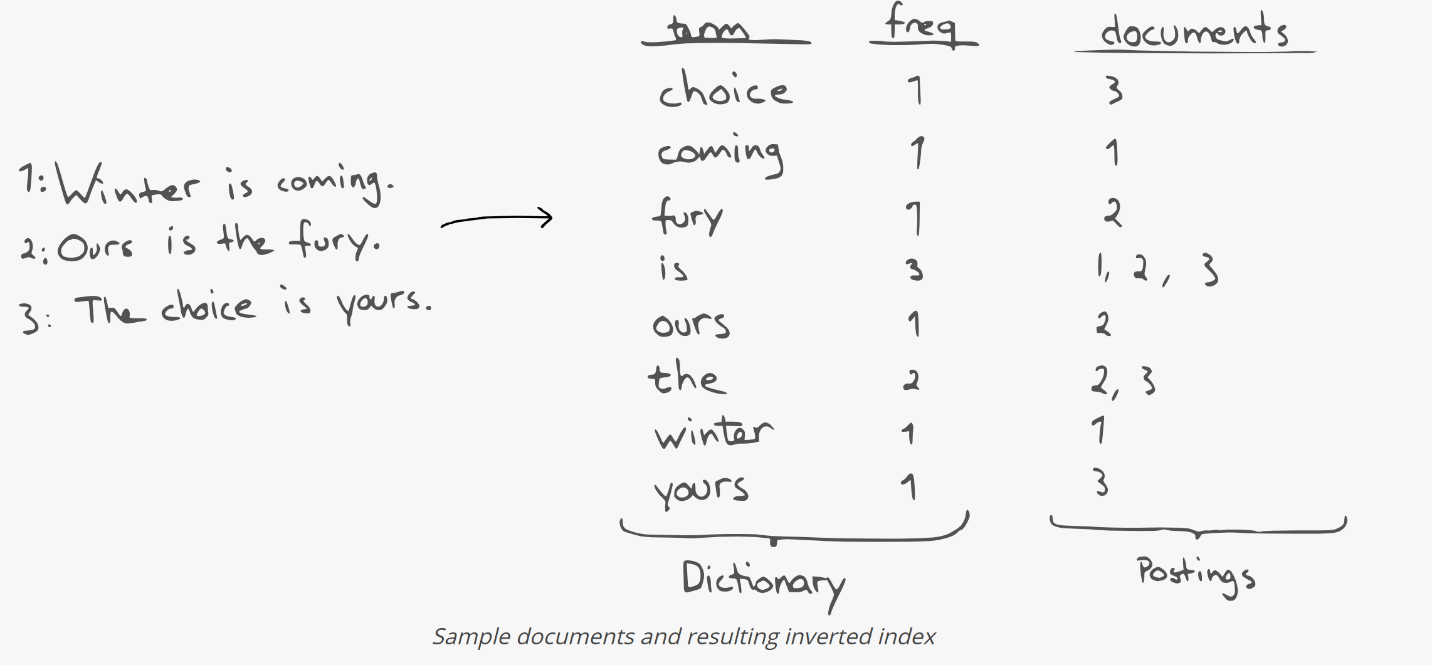 term freq documents
choice 1 3
coming 1 1
1: Winter is coming.
fury 1 2
2: Ours is the fury.
is 3 1, 2, 3
3: The choice is yours.
ours 1 2
the 2 2, 3
winter 1 1
yours 1 3
Dictionary Postings
Sample documents and resulting inverted index